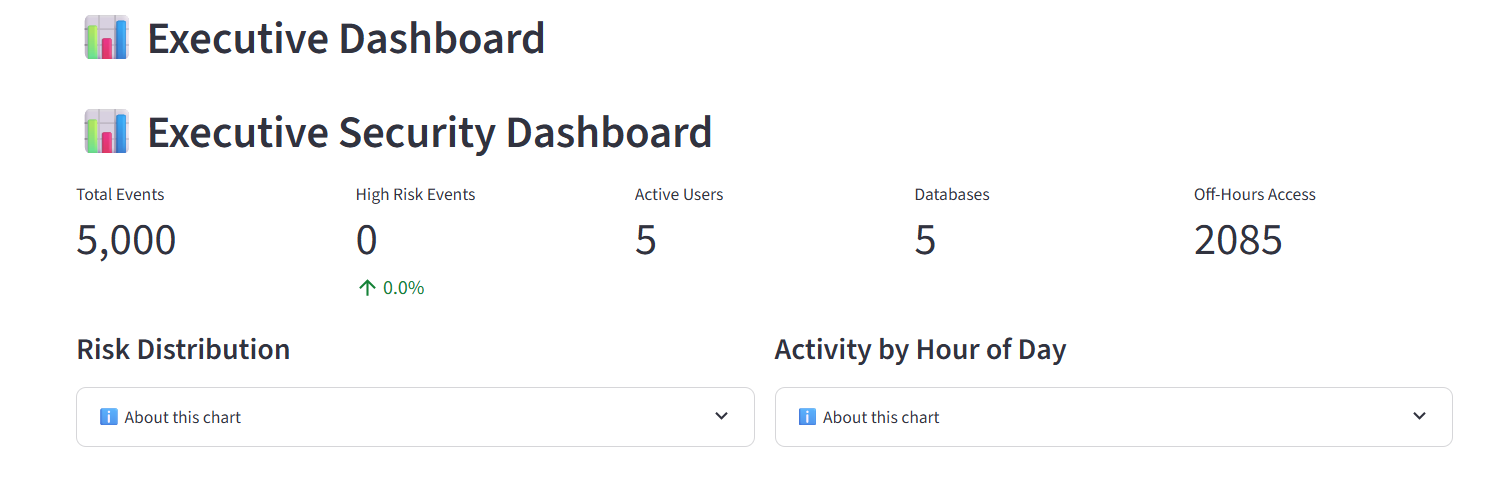 Executive Dashboard
Executive Security Dashboard
Total Events High Risk Events Active Users Databases Off-Hours Access
5,000 0 5 5 2085
↑ 0.0%
Risk Distribution Activity by Hour of Day
About this chart About this chart